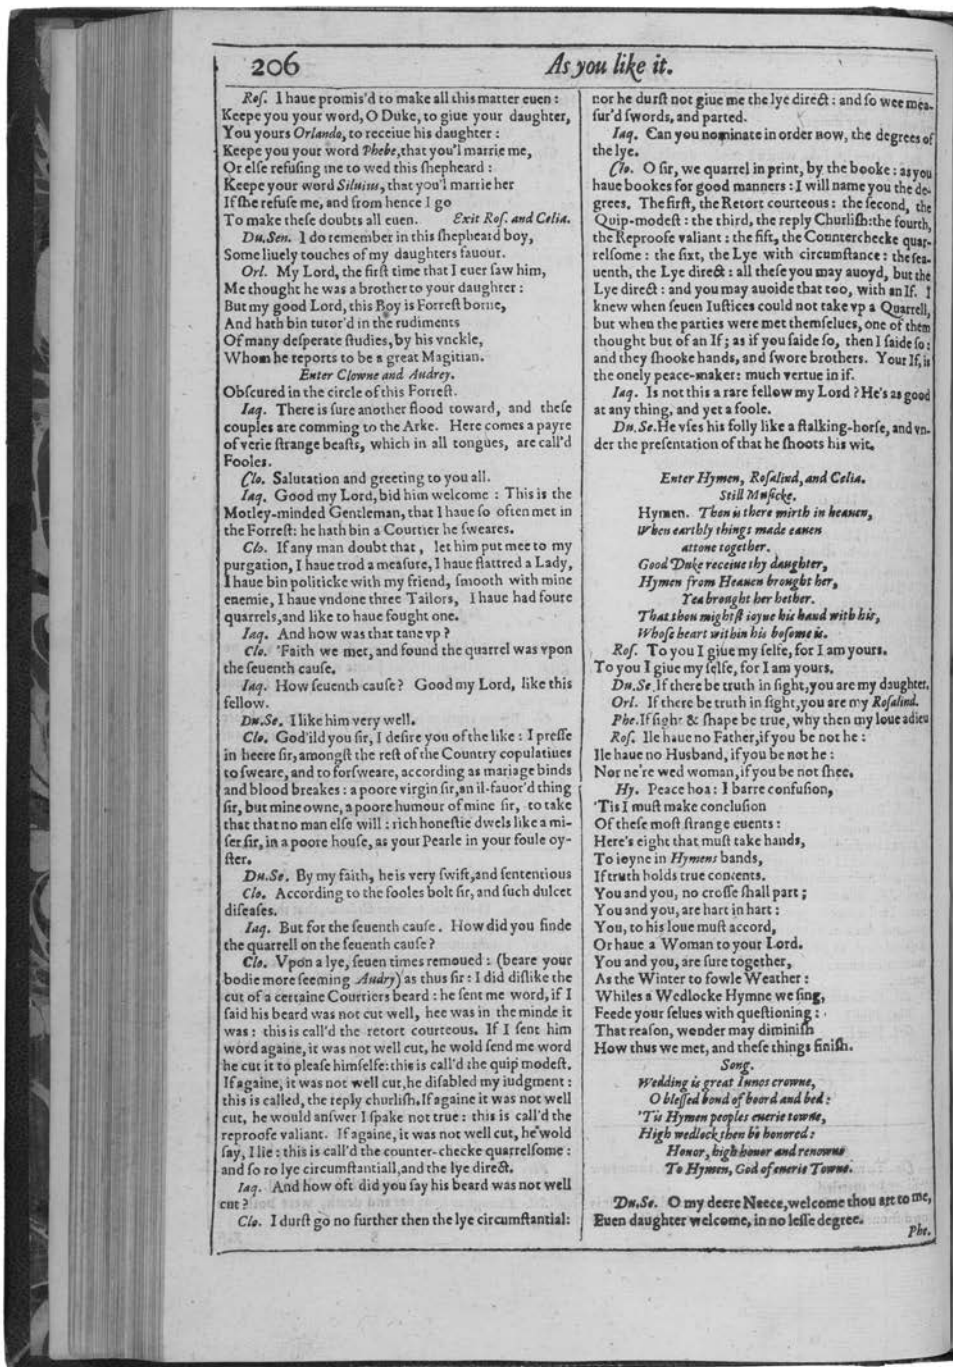 206
As you like it.
Roſ. I haue promis'd to make all this matter euen:
Keepe you your word, O Duke, to giue your daughter,
You yours Orlando, to receiue his daughter:
Keepe you your word Phebe, that you'l marrie me,
Or elſe refuſing me to wed this ſhepheard:
Keepe your word Siluius, that you'l marrie her
If ſhe refuſe me, and from hence I go
To make theſe doubts all euen. Exit Roſ. and Celia.
Du.Sen. I do remember in this ſhepheard boy,
Some liuely touches of my daughters fauour.
Orl. My Lord, the firſt time that I euer ſaw him,
Me thought he was a brother to your daughter:
But my good Lord, this Boy is Forreſt borne,
And hath bin tutor'd in the rudiments
Of many deſperate ſtudies, by his vnckle,
Whom he reports to be a great Magitian.
Enter Clowne and Audrey.
Obſcured in the circle of this Forreſt.
Iaq. There is ſure another flood toward, and theſe
couples are comming to the Arke. Here comes a payre
of verie ſtrange beaſts, which in all tongues, are call'd
Fooles.
Clo. Salutation and greeting to you all.
Iaq. Good my Lord, bid him welcome: This is the
Motley-minded Gentleman, that I haue ſo often met in
the Forreſt: he hath bin a Courtier he ſweares.
Clo. If any man doubt that, let him put mee to my
purgation, I haue trod a meaſure, I haue flattred a Lady,
I haue bin politicke with my friend, ſmooth with mine
enemie, I haue vndone three Tailors, I haue had foure
quarrels, and like to haue fought one.
Iaq. And how was that tane vp?
Clo. 'Faith we met, and found the quarrel was vpon
the ſeuenth cauſe.
Iaq. How ſeuenth cauſe? Good my Lord, like this
fellow.
Du.Se. I like him very well.
Clo. God'ild you ſir, I deſire you of the like: I preſſe
in heere ſir, amongſt the reſt of the Country copulatiues
to ſweare, and to forſweare, according as mariage binds
and blood breakes: a poore virgin ſir, an il-fauor'd thing
ſir, but mine owne, a poore humour of mine ſir, to take
that that no man elſe will: rich honeſtie dwels like a mi-
ſer ſir, in a poore houſe, as your Pearle in your foule oy-
ſter.
Du.Se. By my faith, he is very ſwift, and ſententious
Clo. According to the fooles bolt ſir, and ſuch dulcet
diſeaſes.
Iaq. But for the ſeuenth cauſe. How did you finde
the quarrell on the ſeuenth cauſe?
Clo. Vpon a lye, ſeuen times remoued: (beare your
bodie more ſeeming Audry) as thus ſir: I did diſlike the
cut of a certaine Courtiers beard: he ſent me word, if I
ſaid his beard was not cut well, hee was in the minde it
was: this is call'd the retort courteous. If I ſent him
word againe, it was not well cut, he wold ſend me word
he cut it to pleaſe himſelfe: this is call'd the quip modeſt.
If againe, it was not well cut, he diſabled my iudgment:
this is called, the reply churliſh. If againe it was not well
cut, he would anſwer I ſpake not true: this is call'd the
reproofe valiant. If againe, it was not well cut, he wold
ſay, I lie: this is call'd the counter-checke quarrelſome:
and ſo ro lye circumſtantiall, and the lye direct.
Iaq. And how oft did you ſay his beard was not well
cut?
Clo. I durſt go no further then the lye circumſtantial:
nor he durſt not giue me the lye direct: and ſo wee mea-
ſur'd ſwords, and parted.
Iaq. Can you nominate in order now, the degrees of
the lye.
Clo. O ſir, we quarrel in print, by the booke: as you
haue bookes for good manners: I will name you the de-
grees. The firſt, the Retort courteous: the ſecond, the
Quip-modeſt: the third, the reply Churliſh: the fourth,
the Reproofe valiant: the fift, the Counterchecke quar-
relſome: the ſixt, the Lye with circumſtance: the ſea-
uenth, the Lye direct: all theſe you may auoyd, but the
Lye direct: and you may auoide that too, with an If. I
knew when ſeuen Iuſtices could not take vp a Quarrell,
but when the parties were met themſelues, one of them
thought but of an If; as if you ſaide ſo, then I ſaide ſo:
and they ſhooke hands, and ſwore brothers. Your If, is
the onely peace-maker: much vertue in if.
Iaq. Is not this a rare fellow my Lord? He's as good
at any thing, and yet a foole.
Du.Se. He vſes his folly like a ſtalking-horſe, and vn-
der the preſentation of that he ſhoots his wit.
Enter Hymen, Roſalind, and Celia.
Still Muſicke.
Hymen. Then is there mirth in heauen,
When earthly things made eauen
attone together.
Good Duke receiue thy daughter,
Hymen from Heauen brought her,
Yea brought her hether.
That thou mightſt ioyne his hand with his,
Whoſe heart within his boſome is.
Roſ. To you I giue my ſelfe, for I am yours.
To you I giue my ſelfe, for I am yours.
Du.Se. If there be truth in ſight, you are my daughter.
Orl. If there be truth in ſight, you are my Roſalind.
Phe. If ſight & ſhape be true, why then my loue adieu
Roſ. Ile haue no Father, if you be not he:
Ile haue no Husband, if you be not he:
Nor ne're wed woman, if you be not ſhee.
Hy. Peace hoa: I barre confuſion,
'Tis I muſt make concluſion
Of theſe moſt ſtrange euents:
Here's eight that muſt take hands,
To ioyne in Hymens bands,
If truth holds true contents.
You and you, no croſſe ſhall part;
You and you, are hart in hart:
You, to his loue muſt accord,
Or haue a Woman to your Lord.
You and you, are ſure together,
As the Winter to fowle Weather:
Whiles a Wedlocke Hymne we ſing,
Feede your ſelues with queſtioning:
That reaſon, wonder may diminiſh
How thus we met, and theſe things finiſh.
Song.
Wedding is great Iunos crowne,
O bleſſed bond of boord and bed:
'Tis Hymen peoples euerie towne,
High wedlock then be honored:
Honor, high honor and renowne
To Hymen, God of euerie Towne.
Du.Se. O my deere Neece, welcome thou art to me,
Euen daughter welcome, in no leſſe degree.
Phe.